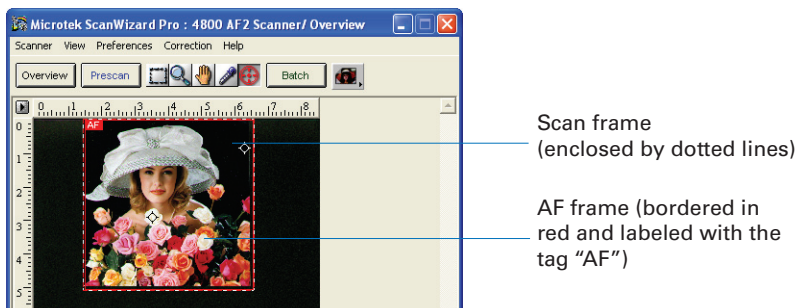 Microtek ScanWizard Pro : 4800 AF2 Scanner/ Overview
Scanner View Preferences Correction Help
Overview Prescan Batch
0 1 2 3 4 5 6 7 8
0
AF
1
2
3
4
5
Scan frame
(enclosed by dotted lines)
AF frame (bordered in
red and labeled with the
tag “AF”)